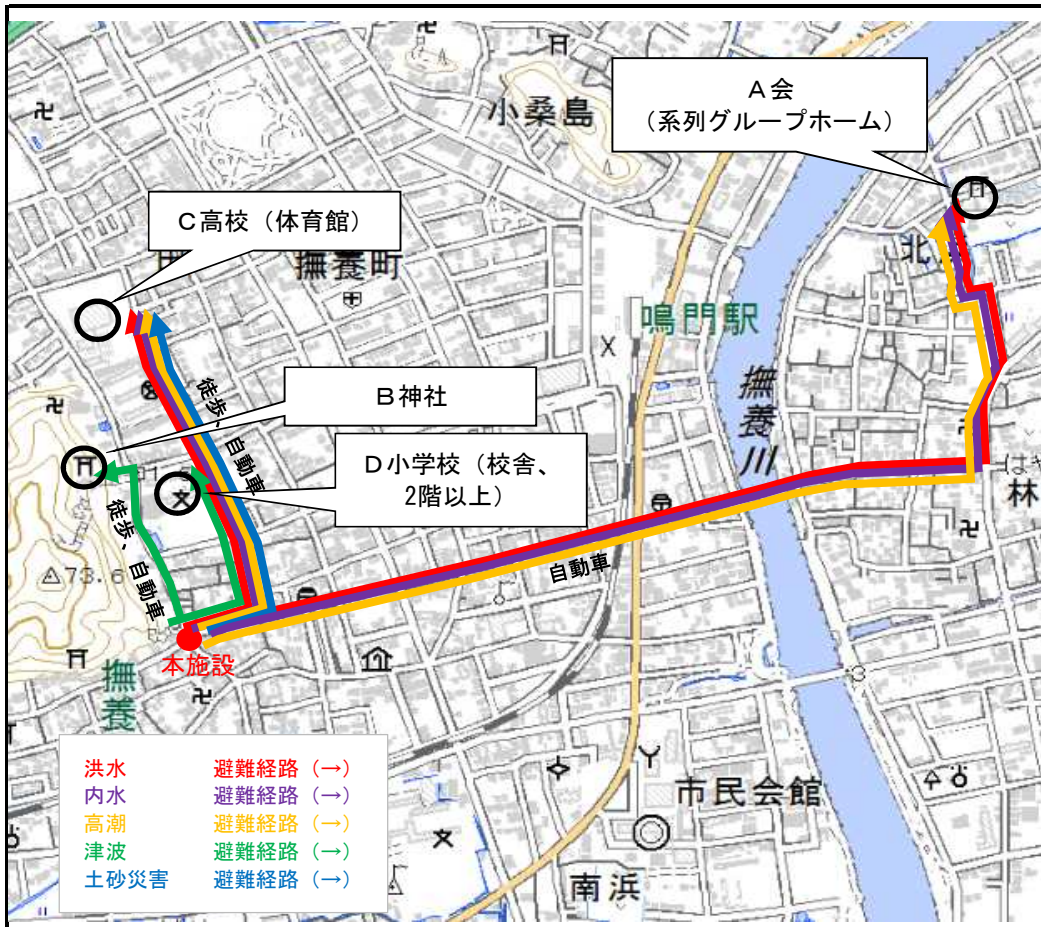 小桑島
A会
(系列グループホーム)
C高校(体育館)
撫養町
鳴門駅
撫養川
B神社
D小学校(校舎、
2階以上)
徒歩、自動車
徒歩、自動車
自動車
73.6
林
本施設
撫養
市民会館
南浜
洪水 避難経路(→)
内水 避難経路(→)
高潮 避難経路(→)
津波 避難経路(→)
土砂災害 避難経路(→)